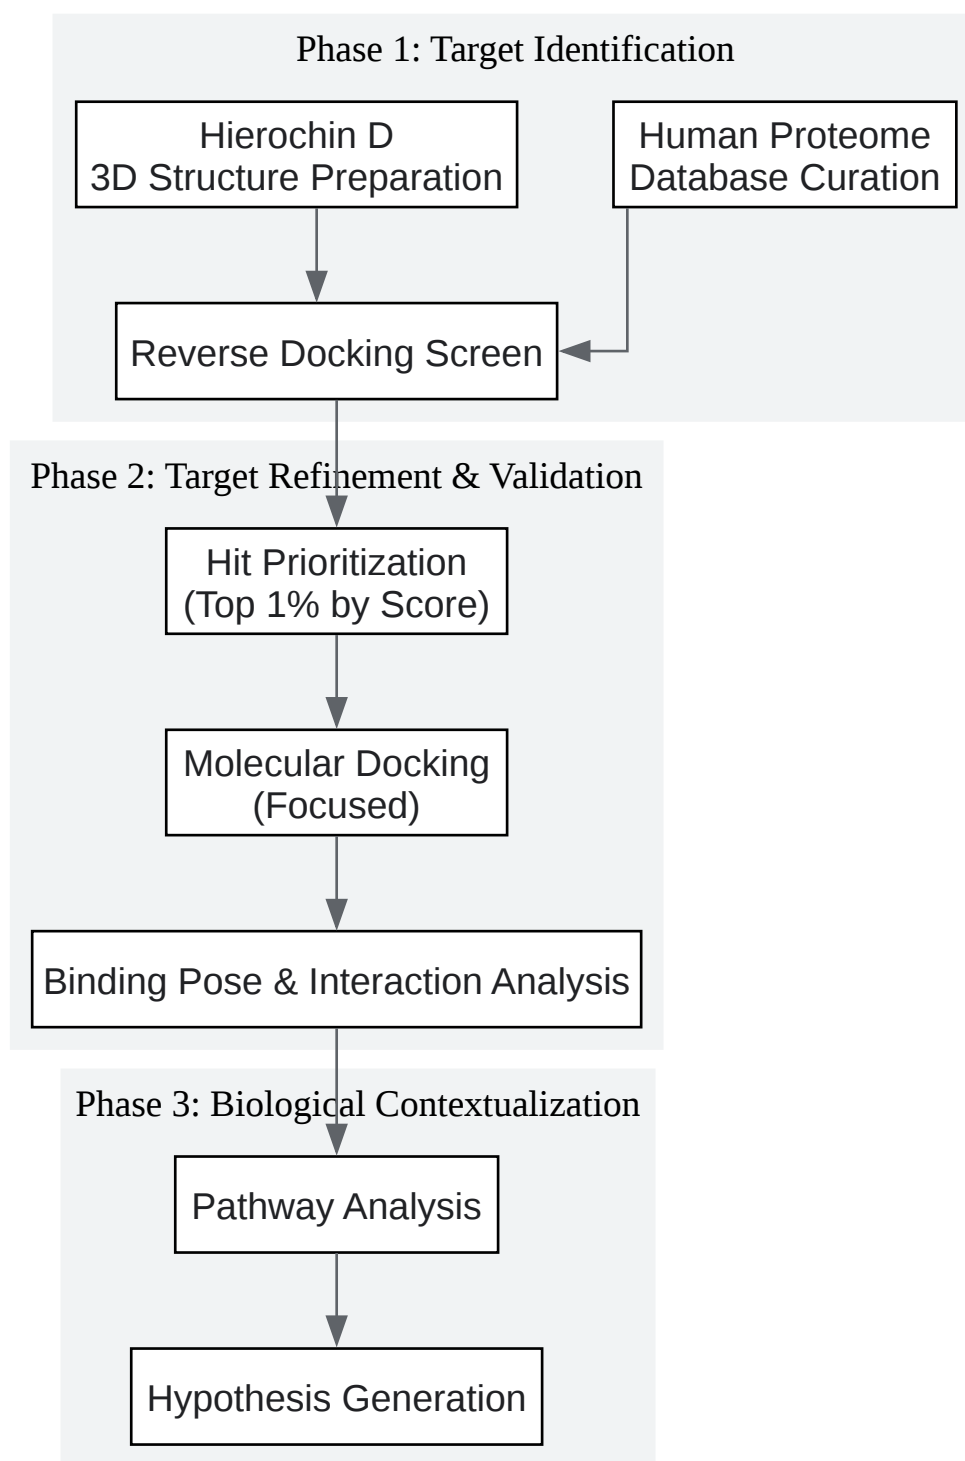 Phase 1: Target Identification
Hierochin D
3D Structure Preparation
Human Proteome
Database Curation
Reverse Docking Screen
Phase 2: Target Refinement & Validation
Hit Prioritization
(Top 1% by Score)
Molecular Docking
(Focused)
Binding Pose & Interaction Analysis
Phase 3: Biological Contextualization
Pathway Analysis
Hypothesis Generation